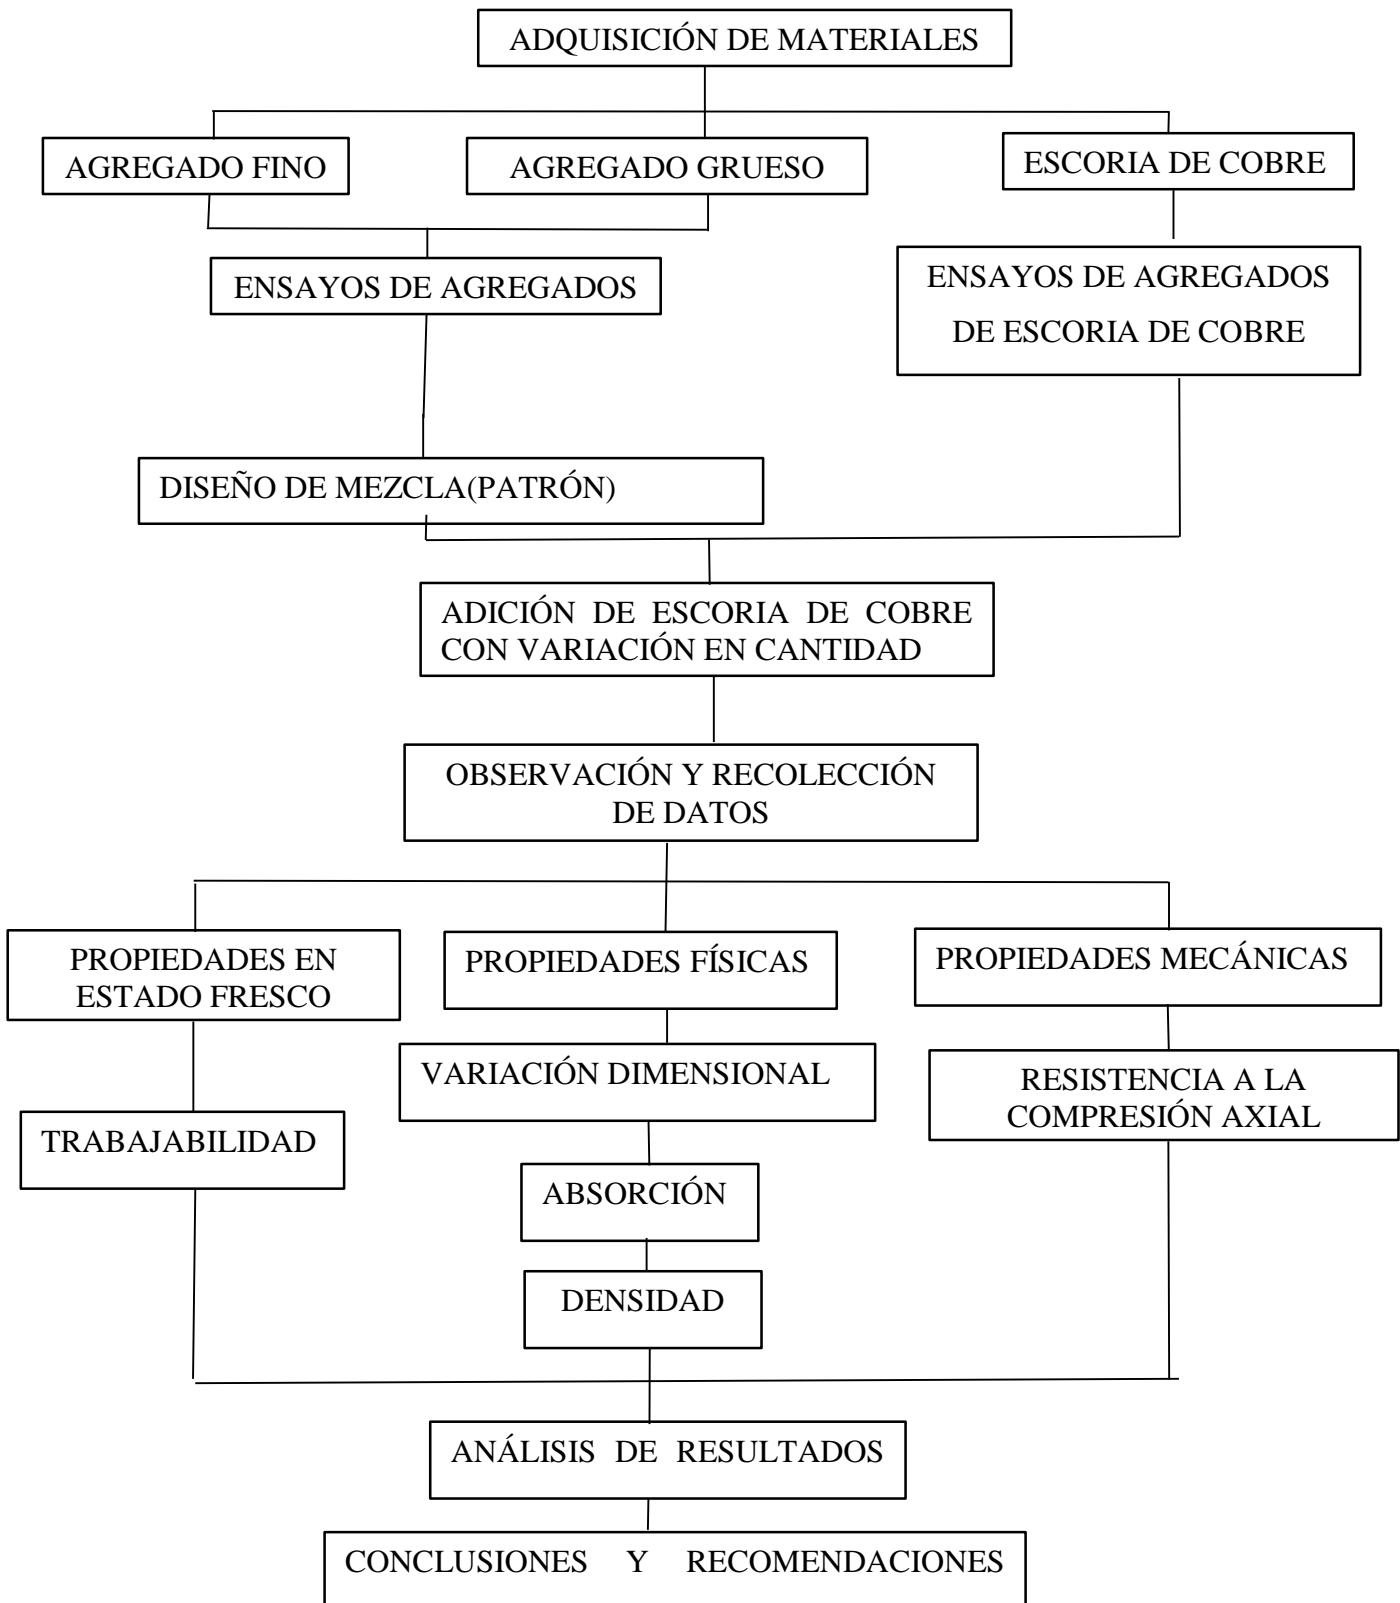 ADQUISICIÓN DE MATERIALES
AGREGADO FINO
AGREGADO GRUESO
ESCORIA DE COBRE
ENSAYOS DE AGREGADOS
ENSAYOS DE AGREGADOS
DE ESCORIA DE COBRE
DISEÑO DE MEZCLA(PATRÓN)
ADICIÓN DE ESCORIA DE COBRE
CON VARIACIÓN EN CANTIDAD
OBSERVACIÓN Y RECOLECCIÓN
DE DATOS
PROPIEDADES EN
ESTADO FRESCO
PROPIEDADES FÍSICAS
PROPIEDADES MECÁNICAS
VARIACIÓN DIMENSIONAL
RESISTENCIA A LA
COMPRESIÓN AXIAL
TRABAJABILIDAD
ABSORCIÓN
DENSIDAD
ANÁLISIS DE RESULTADOS
CONCLUSIONES Y RECOMENDACIONES